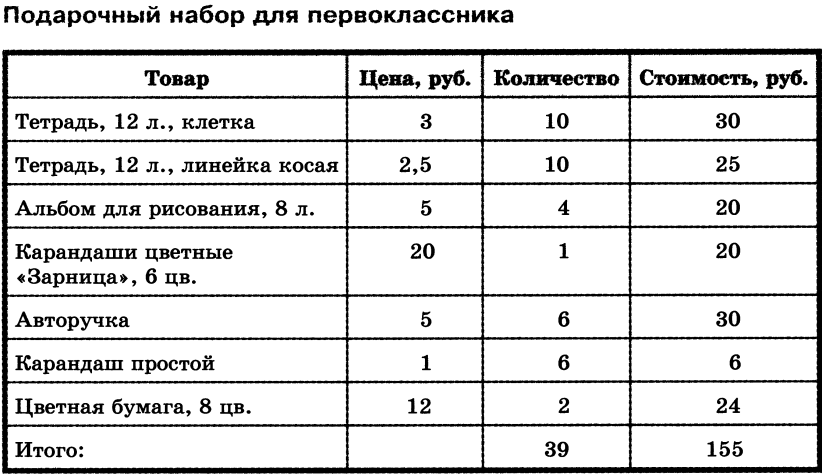 Подарочный набор для первоклассника
Товар Цена, руб. Количество Стоимость, руб.
Тетрадь, 12 л., клетка 3 10 30
Тетрадь, 12 л., линейка косая 2,5 10 25
Альбом для рисования, 8 л. 5 4 20
Карандаши цветные 20 1 20
«Зарница», 6 цв.
Авторучка 5 6 30
Карандаш простой 1 6 6
Цветная бумага, 8 цв. 12 2 24
Итого: 39 155